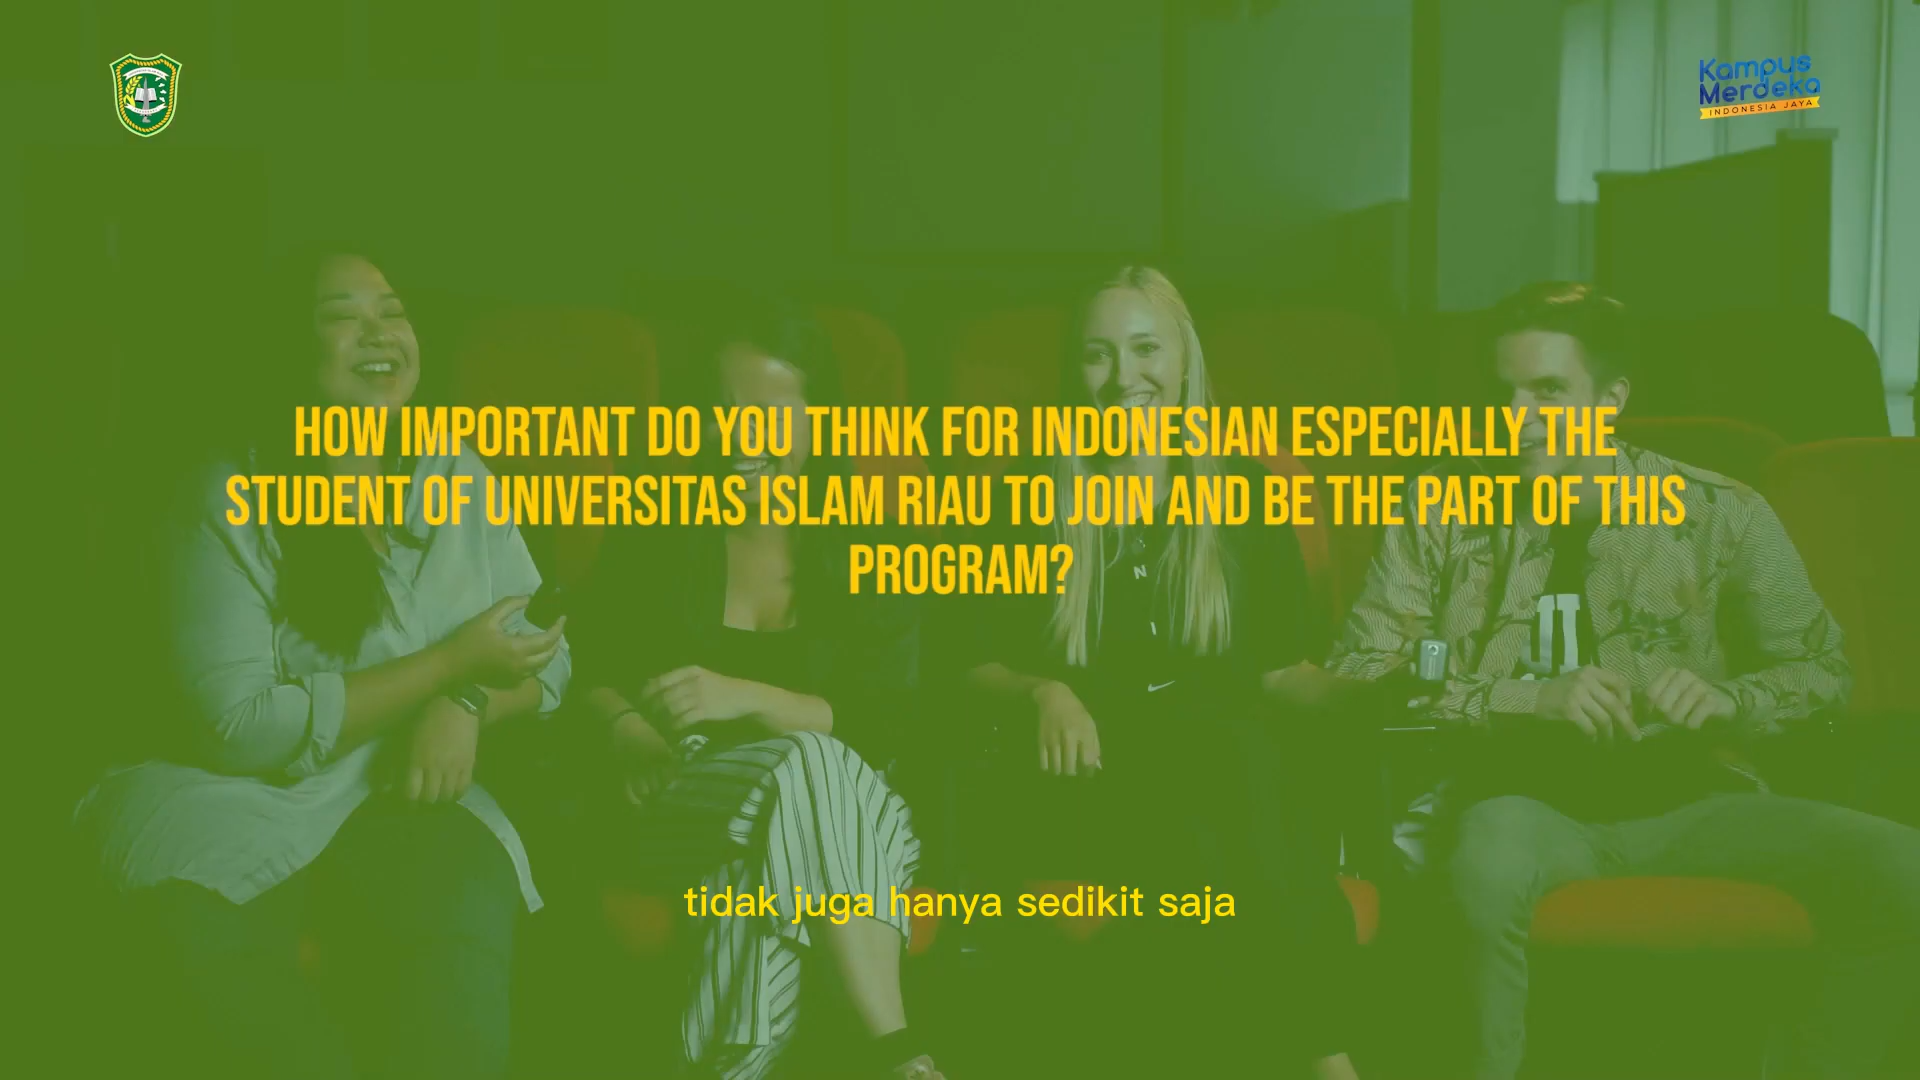 Kampus
Merdeka
INDONESIA JAYA
HOW IMPORTANT DO YOU THINK FOR INDONESIAN ESPECIALLY THE
STUDENT OF UNIVERSITAS ISLAM RIAU TO JOIN AND BE THE PART OF THIS
PROGRAM?
tidak juga hanya sedikit saja